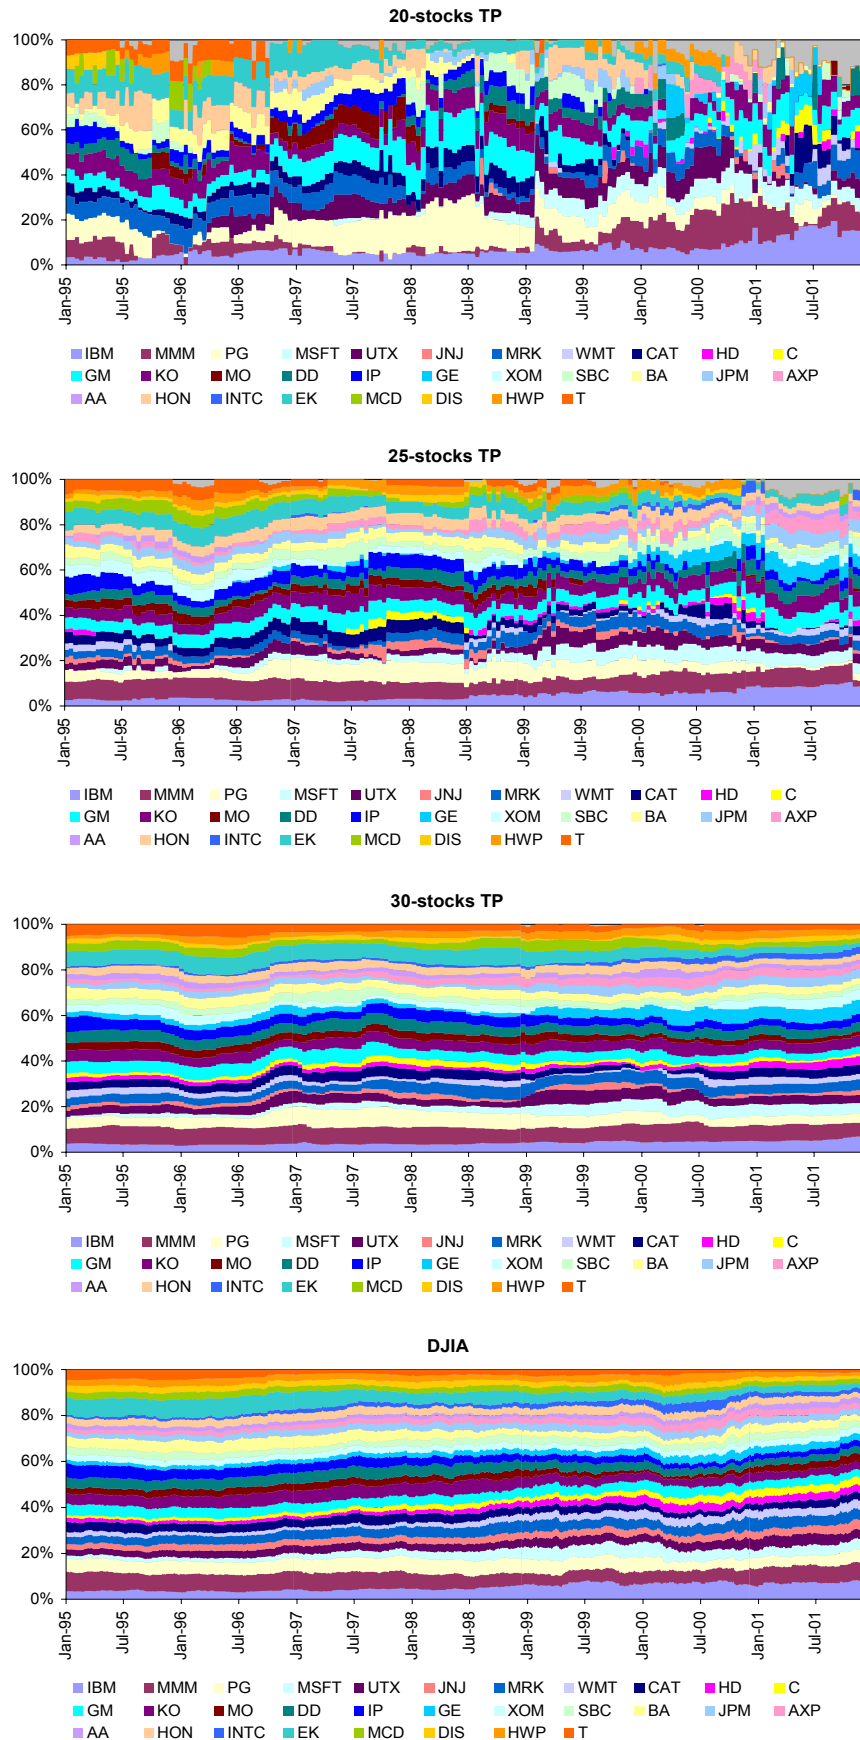 20-stocks TP
100%
80%
60%
40%
20%
0%
Jan-95 Jul-95 Jan-96 Jul-96 Jan-97 Jul-97 Jan-98 Jul-98 Jan-99 Jul-99 Jan-00 Jul-00 Jan-01 Jul-01
IBM MMM PG MSFT UTX JNJ MRK WMT CAT HD C
GM KO MO DD IP GE XOM SBC BA JPM AXP
AA HON INTC EK MCD DIS HWP T
25-stocks TP
100%
80%
60%
40%
20%
0%
Jan-95 Jul-95 Jan-96 Jul-96 Jan-97 Jul-97 Jan-98 Jul-98 Jan-99 Jul-99 Jan-00 Jul-00 Jan-01 Jul-01
IBM MMM PG MSFT UTX JNJ MRK WMT CAT HD C
GM KO MO DD IP GE XOM SBC BA JPM AXP
AA HON INTC EK MCD DIS HWP T
30-stocks TP
100%
80%
60%
40%
20%
0%
Jan-95 Jul-95 Jan-96 Jul-96 Jan-97 Jul-97 Jan-98 Jul-98 Jan-99 Jul-99 Jan-00 Jul-00 Jan-01 Jul-01
IBM MMM PG MSFT UTX JNJ MRK WMT CAT HD C
GM KO MO DD IP GE XOM SBC BA JPM AXP
AA HON INTC EK MCD DIS HWP T
DJIA
100%
80%
60%
40%
20%
0%
Jan-95 Jul-95 Jan-96 Jul-96 Jan-97 Jul-97 Jan-98 Jul-98 Jan-99 Jul-99 Jan-00 Jul-00 Jan-01 Jul-01
IBM MMM PG MSFT UTX JNJ MRK WMT CAT HD C
GM KO MO DD IP GE XOM SBC BA JPM AXP
AA HON INTC EK MCD DIS HWP T